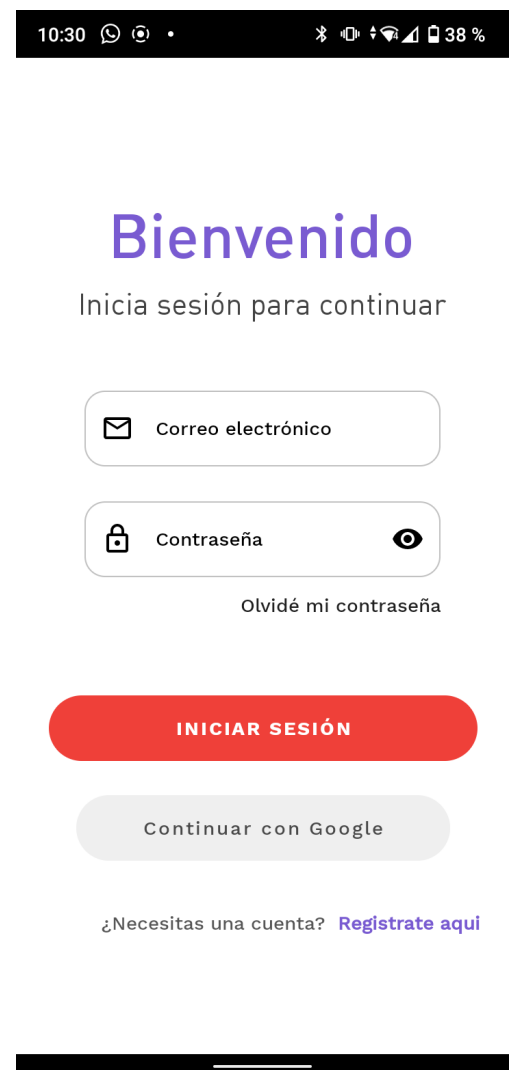 10:30 38 %
Bienvenido
Inicia sesión para continuar
Correo electrónico
Contraseña
Olvidé mi contraseña
INICIAR SESIÓN
Continuar con Google
¿Necesitas una cuenta? Registrate aqui